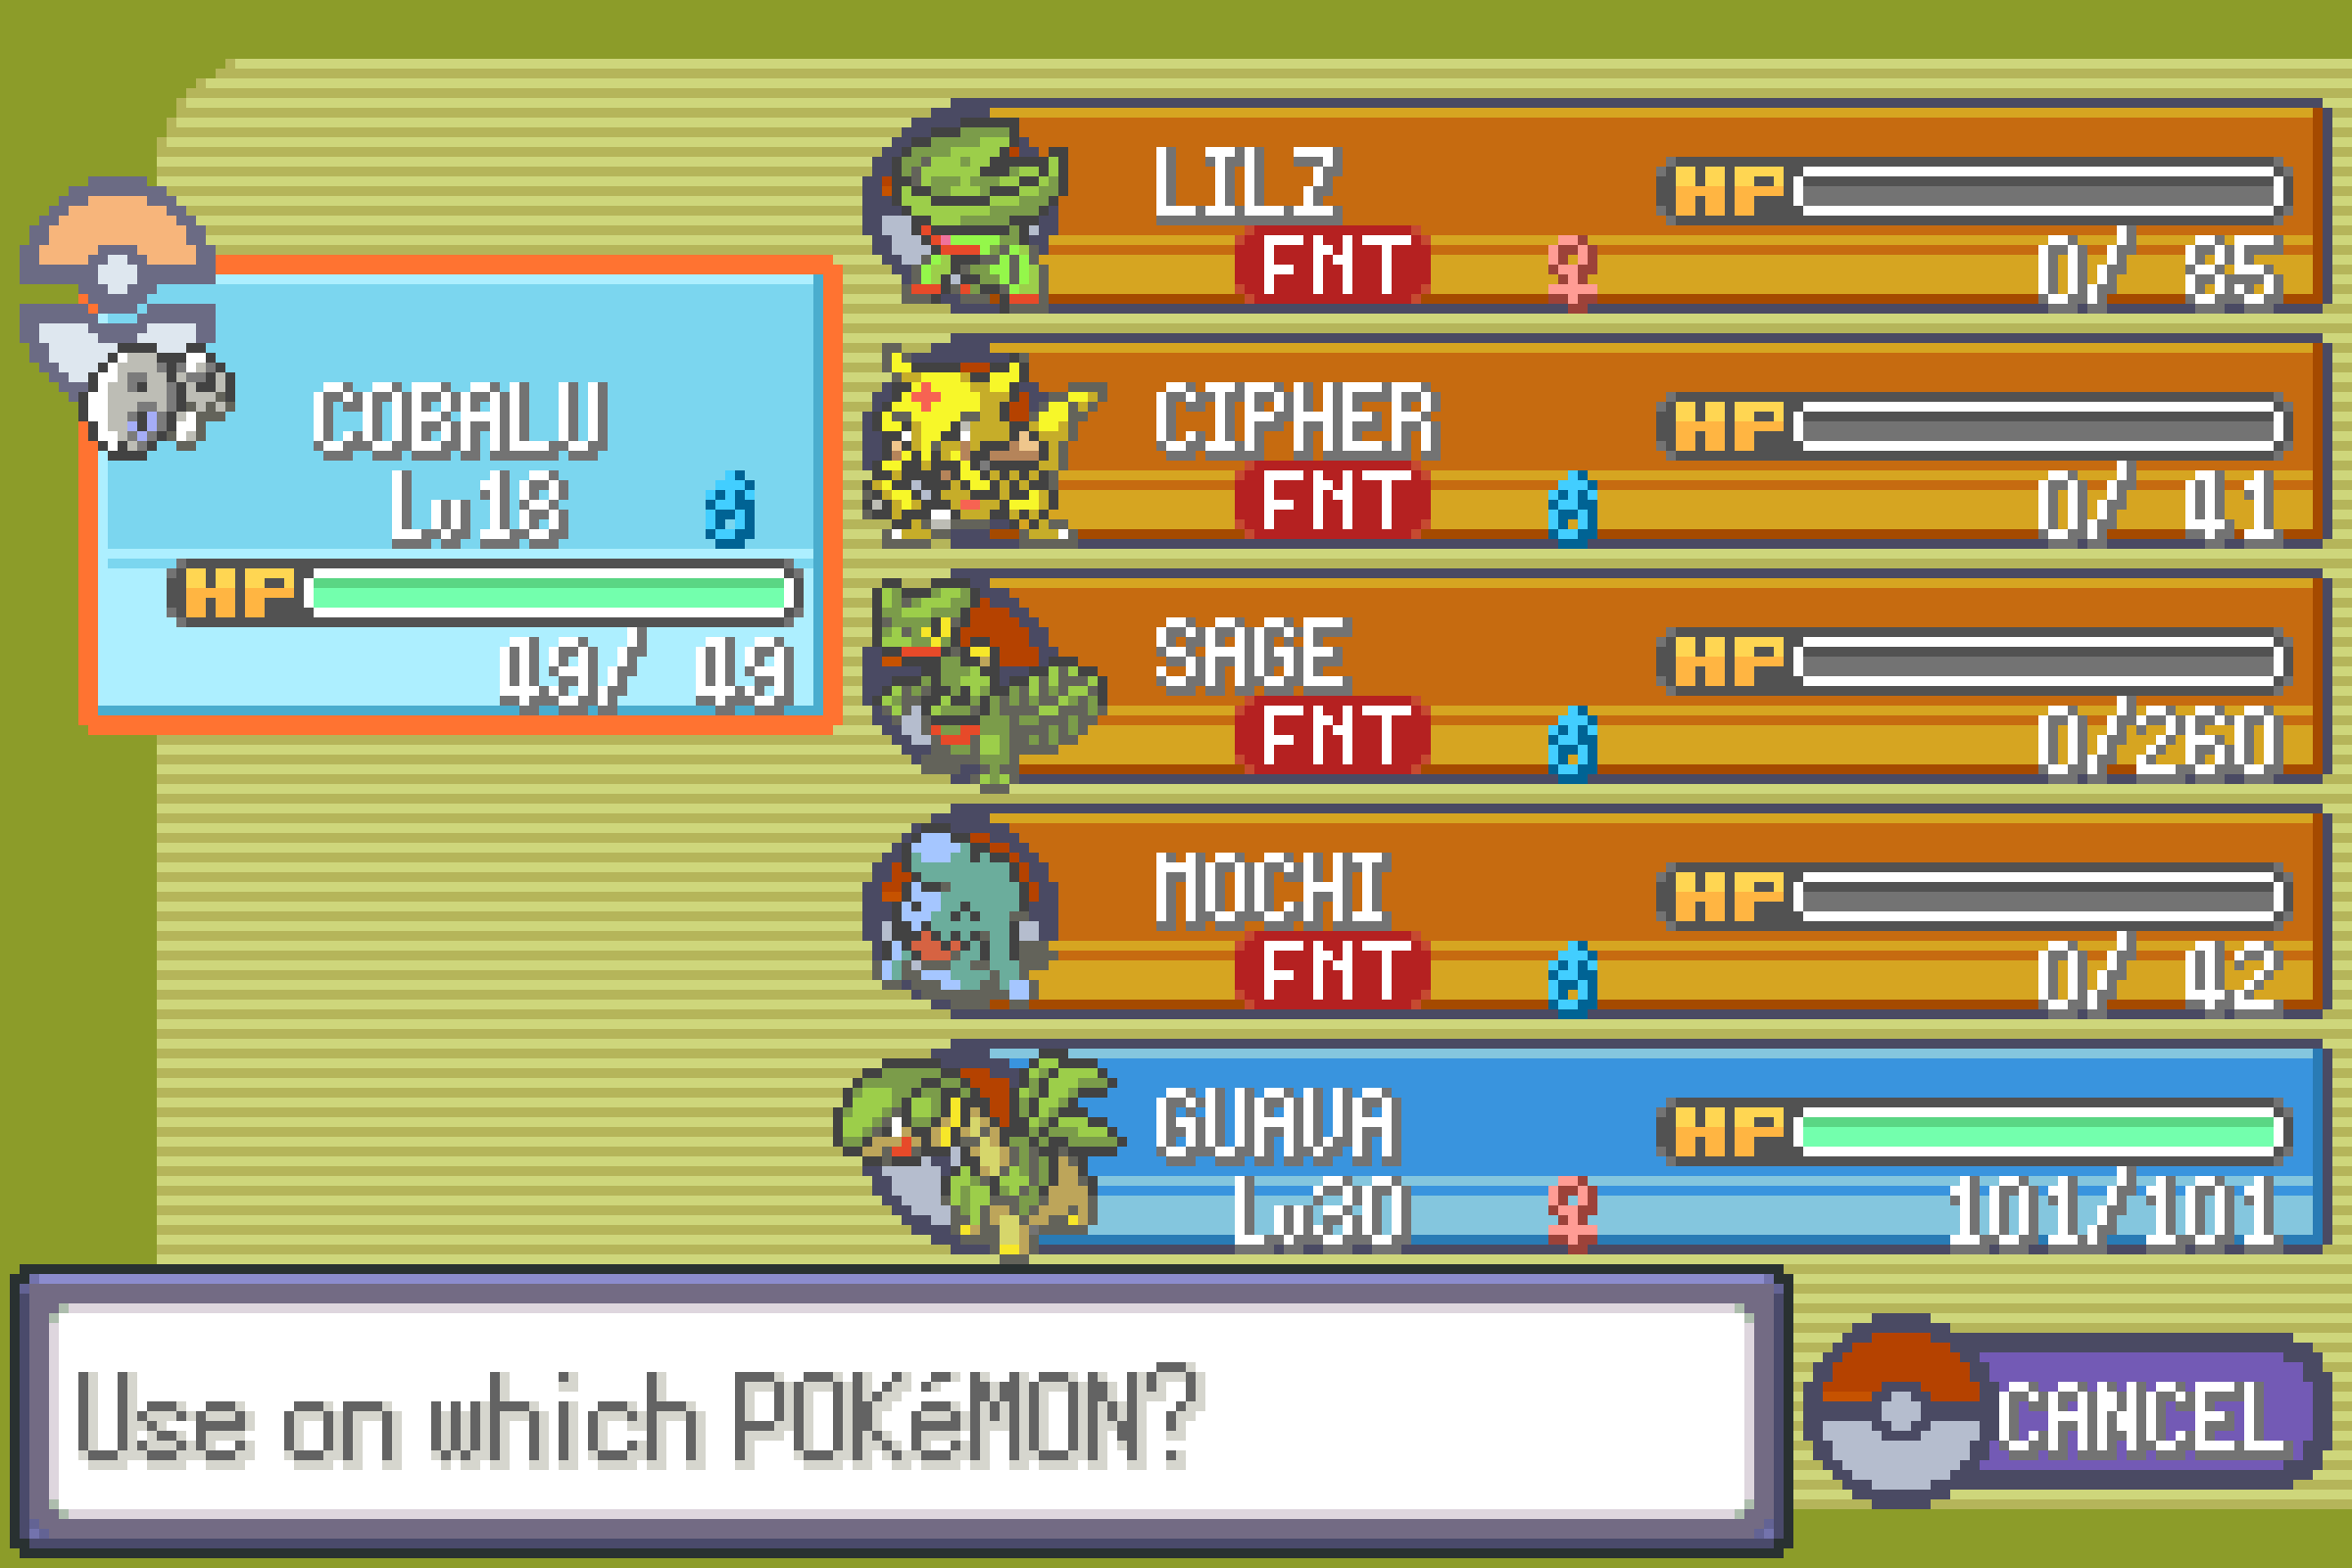 COBALU
Lv18♂
HP
49/ 49
LILZ
FNT ♀
HP
0/ 85
CIPHER
FNT ♂
HP
0/ 41
SAGE
FNT ♂
HP
0/260
MOCHI
FNT ♂
HP
0/ 42
GUAVA
Lv30 ♀
HP
101/101
Use on which POKéMON?
CANCEL